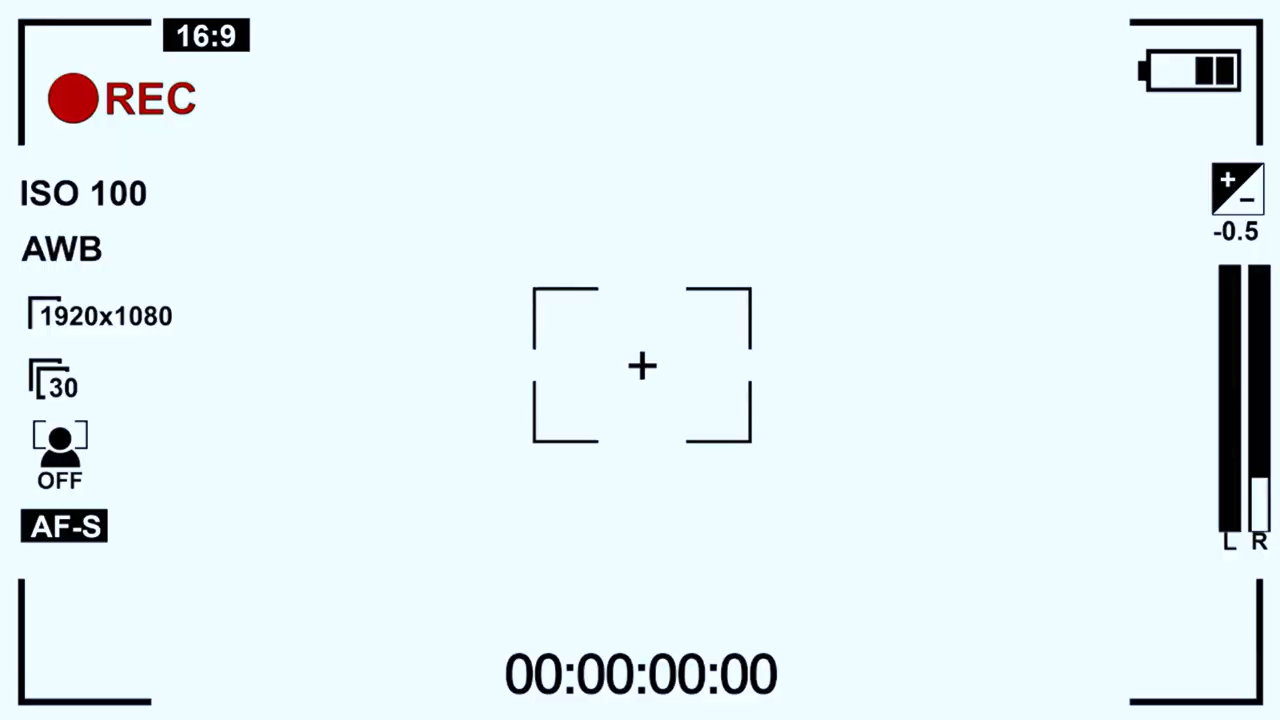 16:9
REC
ISO 100
AWB
+
−
-0.5
1920x1080
30
OFF
AF-S
L R
00:00:00:00